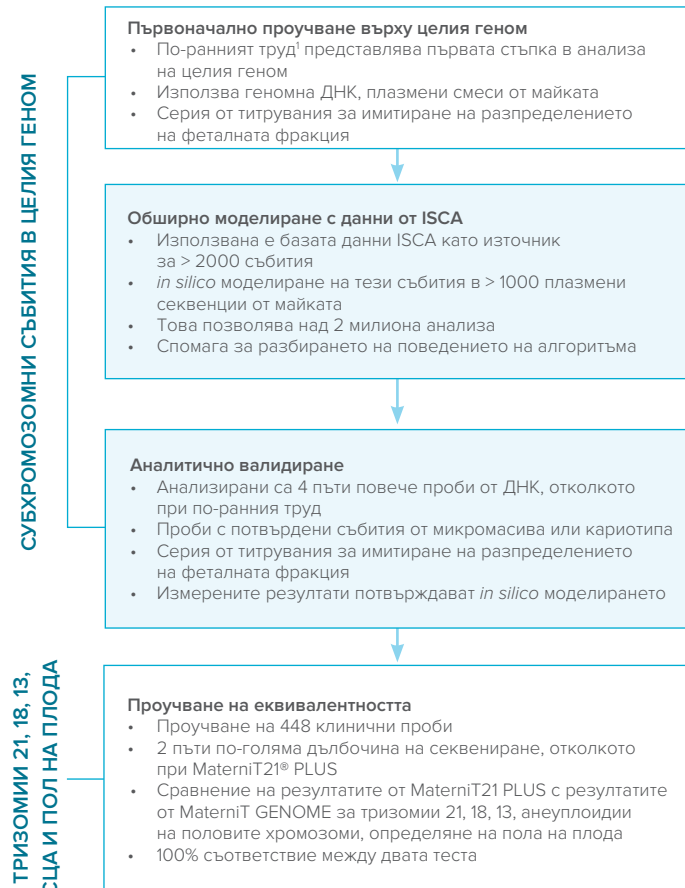 СУБХРОМОЗОМНИ СЪБИТИЯ В ЦЕЛИЯ ГЕНОМ
Първоначално проучване върху целия геном
• По-ранният труд¹ представлява първата стъпка в анализа
на целия геном
• Използва геномна ДНК, плазмени смеси от майката
• Серия от титрувания за имитиране на разпределението
на феталната фракция
Обширно моделиране с данни от ISCA
• Използвана е базата данни ISCA като източник
за > 2000 събития
• in silico моделиране на тези събития в > 1000 плазмени
секвенции от майката
• Това позволява над 2 милиона анализа
• Спомага за разбирането на поведението на алгоритъма
Аналитично валидиране
• Анализирани са 4 пъти повече проби от ДНК, отколкото
при по-ранния труд
• Проби с потвърдени събития от микромасива или кариотипа
• Серия от титрувания за имитиране на разпределението
на феталната фракция
• Измерените резултати потвърждават in silico моделирането
ТРИЗОМИИ 21, 18, 13,
СЦА И ПОЛ НА ПЛОДА
Проучване на еквивалентността
• Проучване на 448 клинични проби
• 2 пъти по-голяма дълбочина на секвениране, отколкото
при MaterniT21® PLUS
• Сравнение на резултатите от MaterniT21 PLUS с резултатите
от MaterniT GENOME за тризомии 21, 18, 13, анеуплоидии
на половите хромозоми, определяне на пола на плода
• 100% съответствие между двата теста